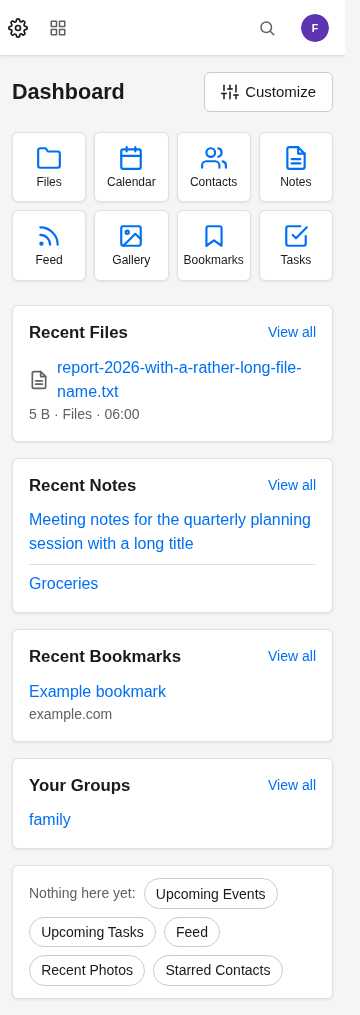 F
Dashboard
Customize
Files
Calendar
Contacts
Notes
Feed
Gallery
Bookmarks
Tasks
Recent Files
View all
report-2026-with-a-rather-long-file-
name.txt
5 B · Files · 06:00
Recent Notes
View all
Meeting notes for the quarterly planning
session with a long title
Groceries
Recent Bookmarks
View all
Example bookmark
example.com
Your Groups
View all
family
Nothing here yet:
Upcoming Events
Upcoming Tasks
Feed
Recent Photos
Starred Contacts